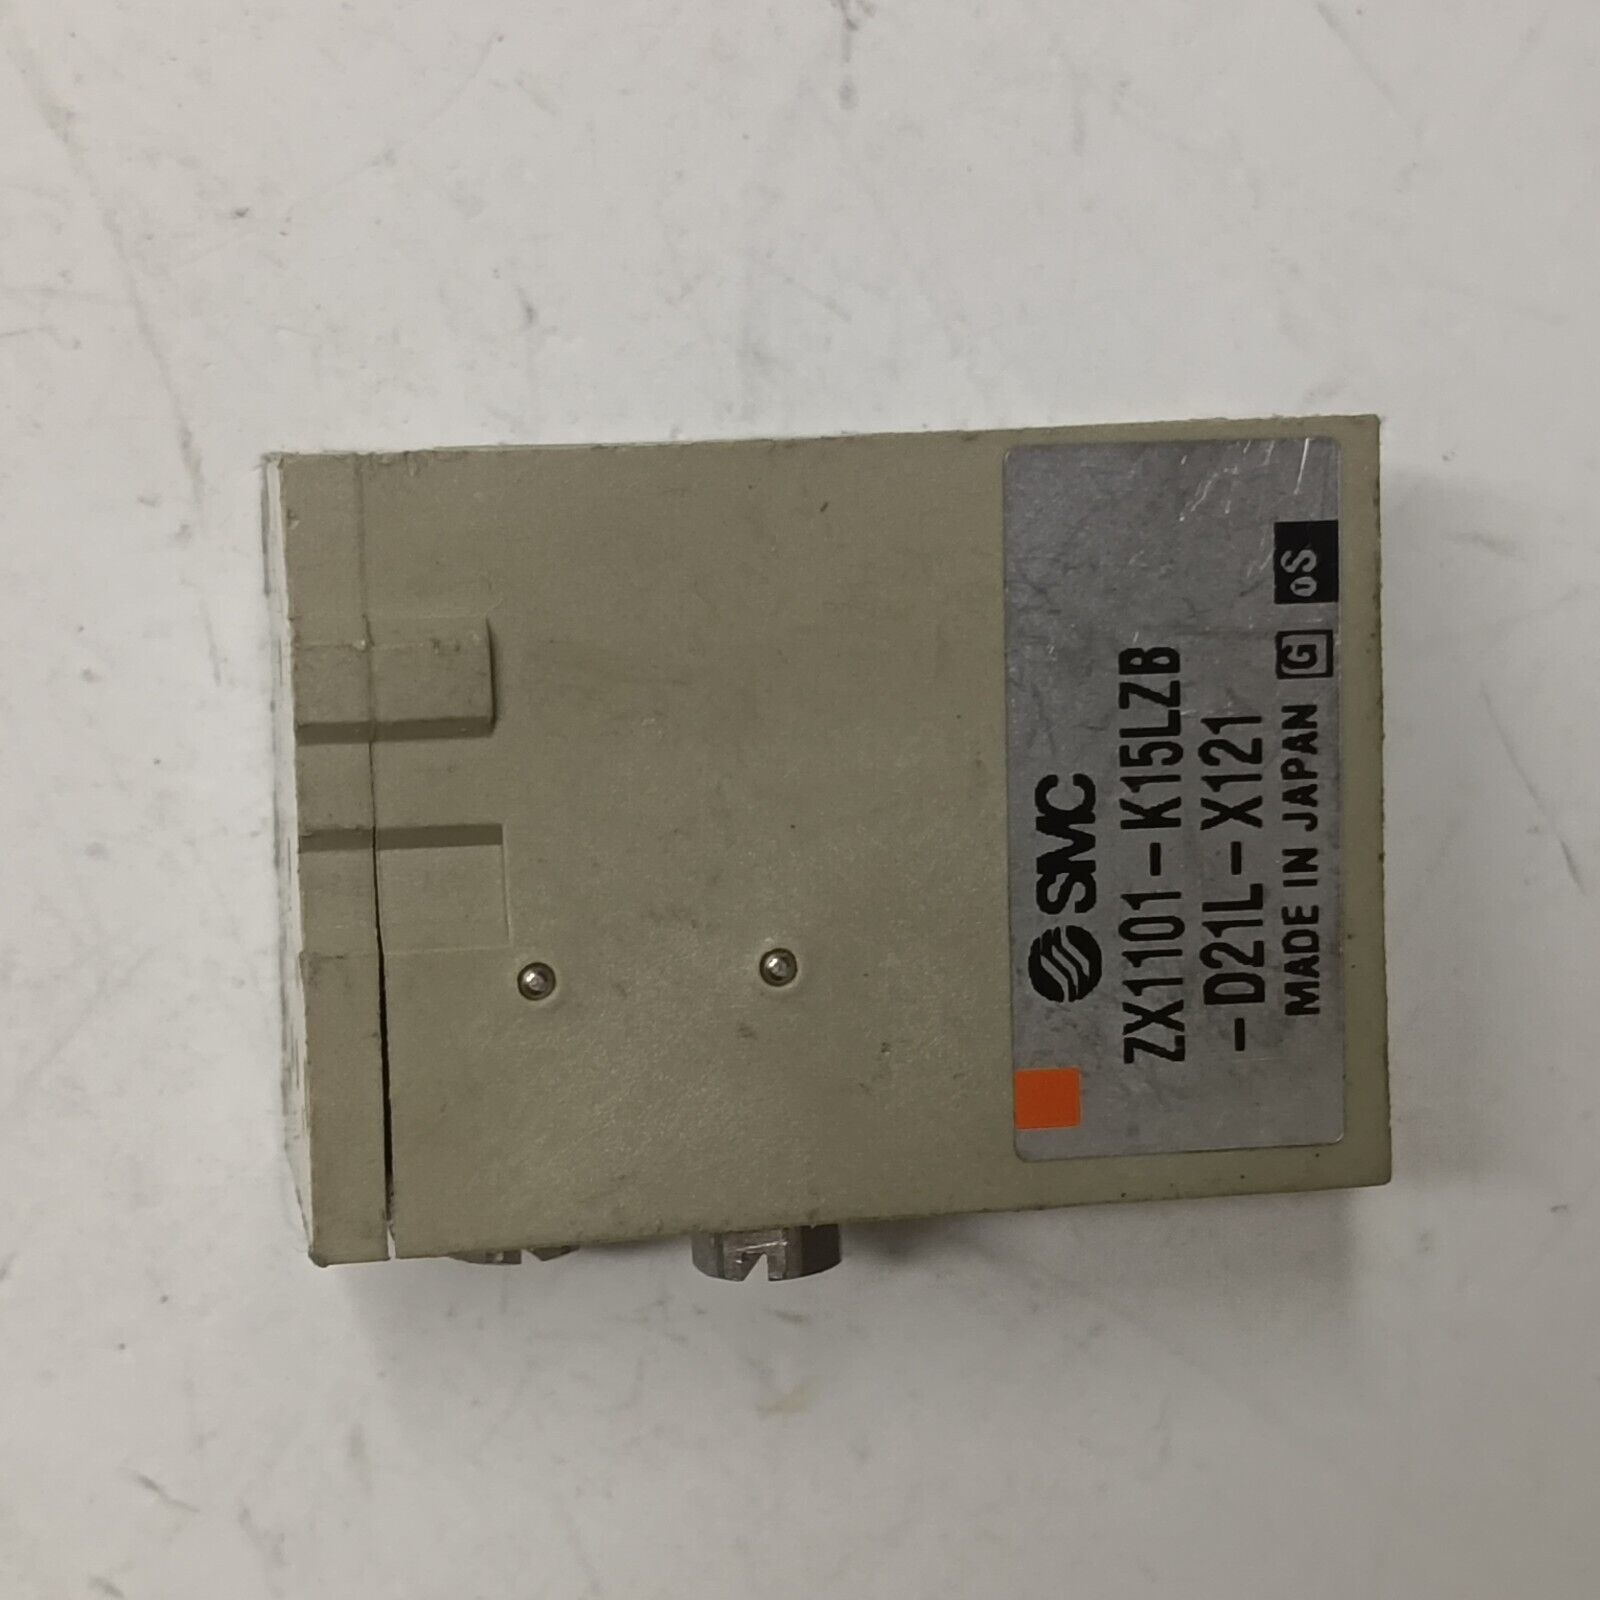 SMC
ZX1101-K15LZB
-D21L-X121
MADE IN JAPAN G oS